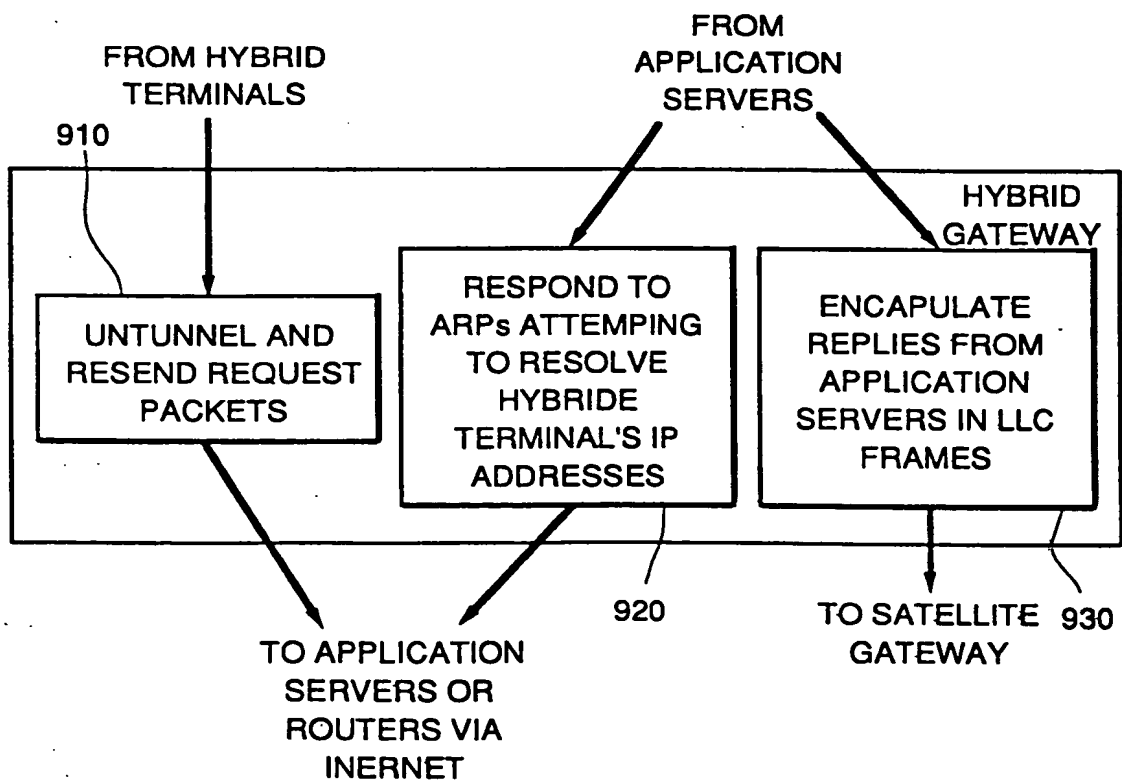 FROM HYBRID
TERMINALS
FROM
APPLICATION
SERVERS
910
HYBRID
GATEWAY
UNTUNNEL AND
RESEND REQUEST
PACKETS
RESPOND TO
ARPs ATTEMPING
TO RESOLVE
HYBRIDE
TERMINAL'S IP
ADDRESSES
ENCAPULATE
REPLIES FROM
APPLICATION
SERVERS IN LLC
FRAMES
920
930
TO APPLICATION
SERVERS OR
ROUTERS VIA
INERNET
TO SATELLITE
GATEWAY